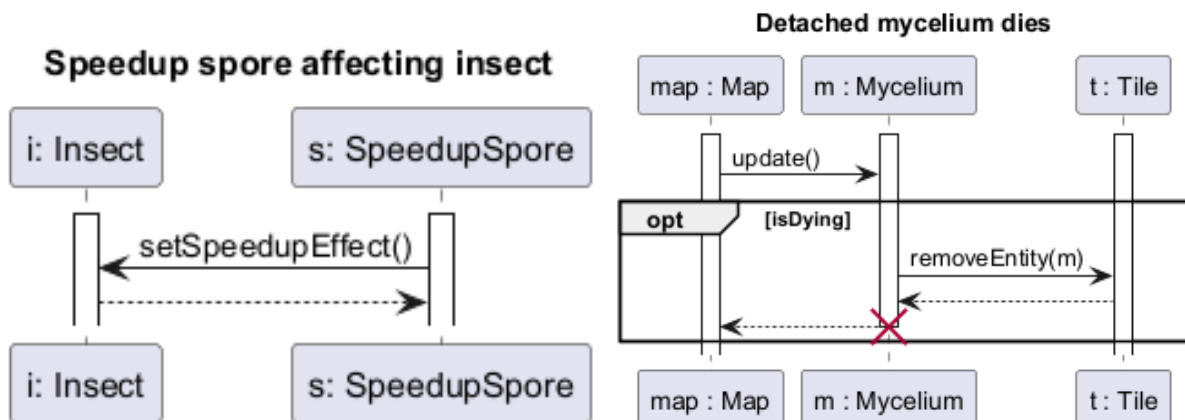 Speedup spore affecting insect
i: Insect
s: SpeedupSpore
setSpeedupEffect()
i: Insect
s: SpeedupSpore
Detached mycelium dies
map : Map
m : Mycelium
t : Tile
update()
opt
[isDying]
removeEntity(m)
map : Map
m : Mycelium
t : Tile